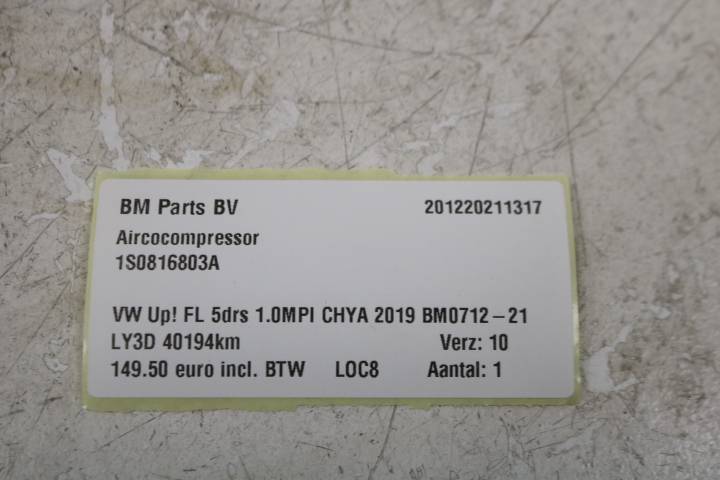 BM Parts BV 201220211317
Aircocompressor
1S0816803A
VW Up! FL 5drs 1.0MPI CHYA 2019 BM0712-21
LY3D 40194km Verz: 10
149.50 euro incl. BTW LOC8 Aantal: 1